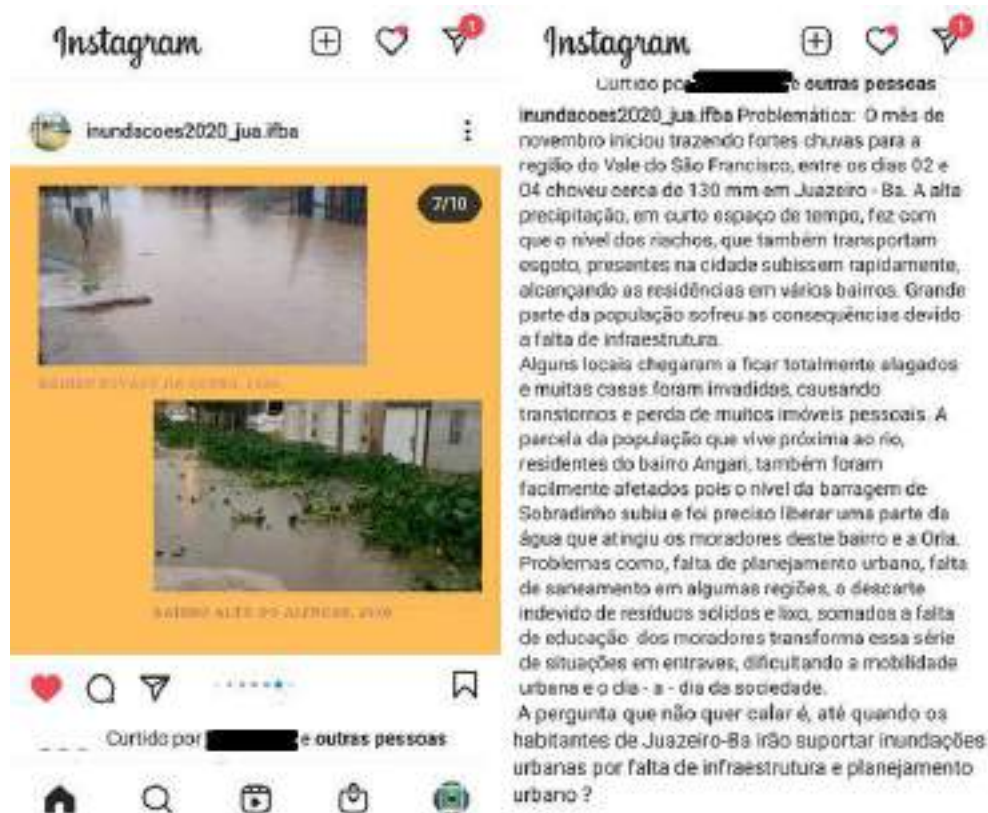 Instagram
1
inundacoes2020_jua.ifba
7/10
Curtido por
e outras pessoas
Instagram
1
Curtido por
e outras pessoas
inundacoes2020_jua.ifba Problemática: O mês de
novembro iniciou trazendo fortes chuvas para a
região do Vale do São Francisco, entre os dias 02 e
04 choveu cerca de 130 mm em Juazeiro - Ba. A alta
precipitação, em curto espaço de tempo, fez com
que o nível dos riachos, que também transportam
esgoto, presentes na cidade subissem rapidamente,
alcançando as residências em vários bairros. Grande
parte da população sofreu as consequências devido
a falta de infraestrutura.
Alguns locais chegaram a ficar totalmente alagados
e muitas casas foram invadidas, causando
transtornos e perda de muitos imóveis pessoais. A
parcela da população que vive próxima ao rio,
residentes do bairro Angari, também foram
facilmente afetados pois o nível da barragem de
Sobradinho subiu e foi preciso liberar uma parte da
água que atingiu os moradores deste bairro e a Orla.
Problemas como, falta de planejamento urbano, falta
de saneamento em algumas regiões, o descarte
indevido de resíduos sólidos e lixo, somados a falta
de educação dos moradores transforma essa série
de situações em entraves, dificultando a mobilidade
urbana e o dia - a - dia da sociedade.
A pergunta que não quer calar é, até quando os
habitantes de Juazeiro-Ba irão suportar inundações
urbanas por falta de infraestrutura e planejamento
urbano ?